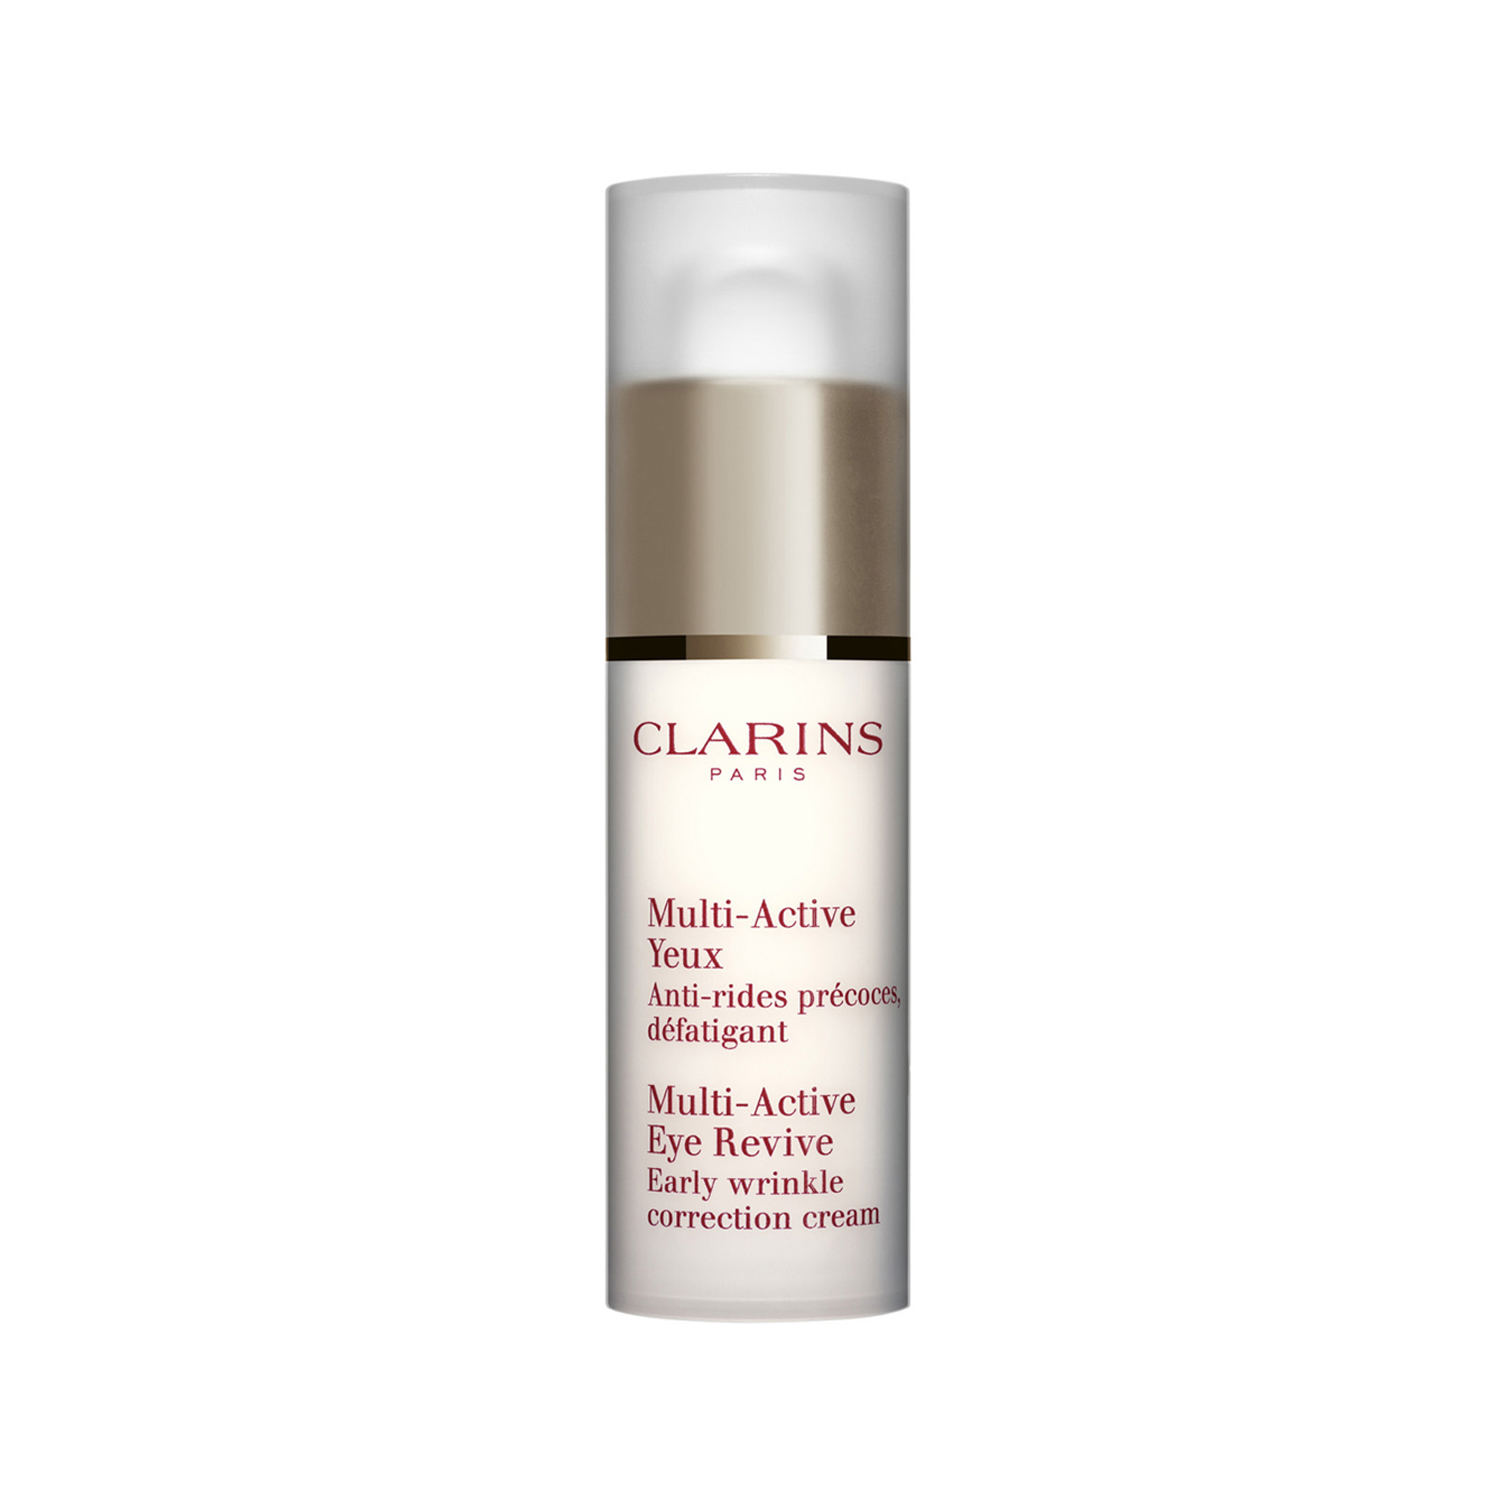 CLARINS
PARIS
Multi-Active
Yeux
Anti-rides précoces,
défatigant
Multi-Active
Eye Revive
Early wrinkle
correction cream